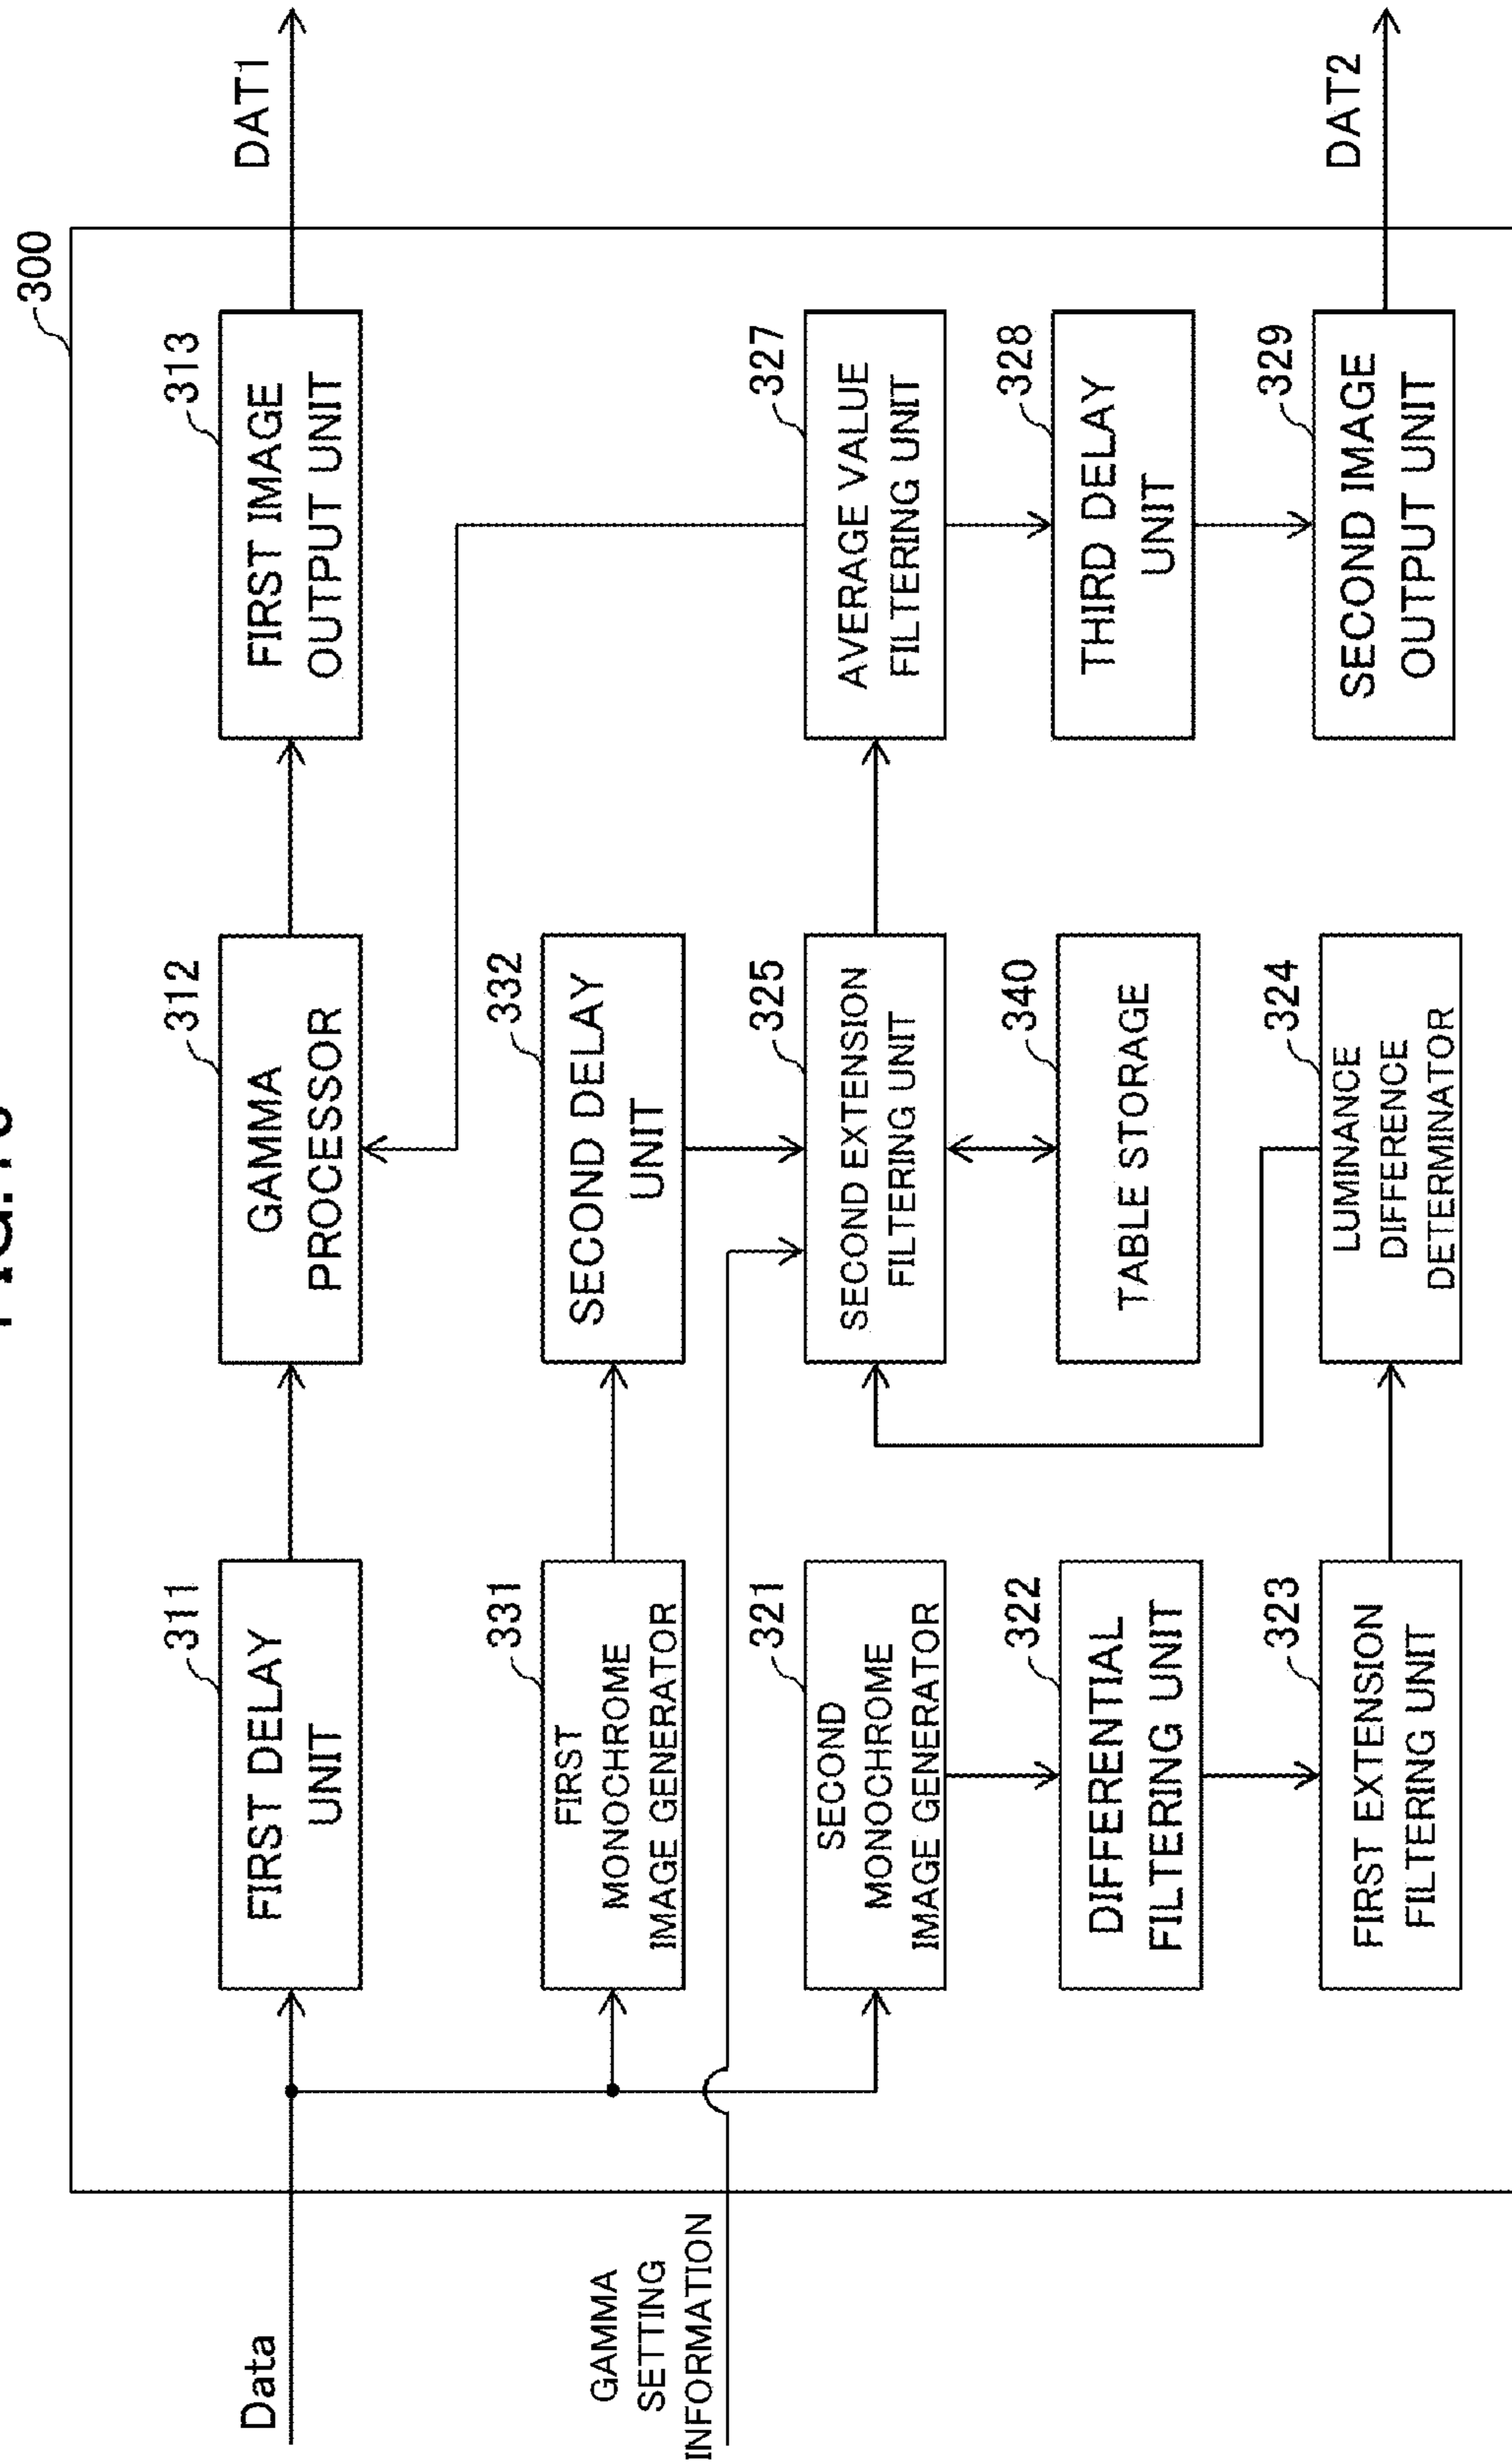 300
Data
311
FIRST DELAY
UNIT
312
GAMMA
PROCESSOR
313
FIRST IMAGE
OUTPUT UNIT
DAT1
331
FIRST
MONOCHROME
IMAGE GENERATOR
332
SECOND DELAY
UNIT
GAMMA
SETTING
INFORMATION
321
SECOND
MONOCHROME
IMAGE GENERATOR
325
SECOND EXTENSION
FILTERING UNIT
327
AVERAGE VALUE
FILTERING UNIT
322
DIFFERENTIAL
FILTERING UNIT
340
TABLE STORAGE
328
THIRD DELAY
UNIT
323
FIRST EXTENSION
FILTERING UNIT
324
LUMINANCE
DIFFERENCE
DETERMINATOR
329
SECOND IMAGE
OUTPUT UNIT
DAT2